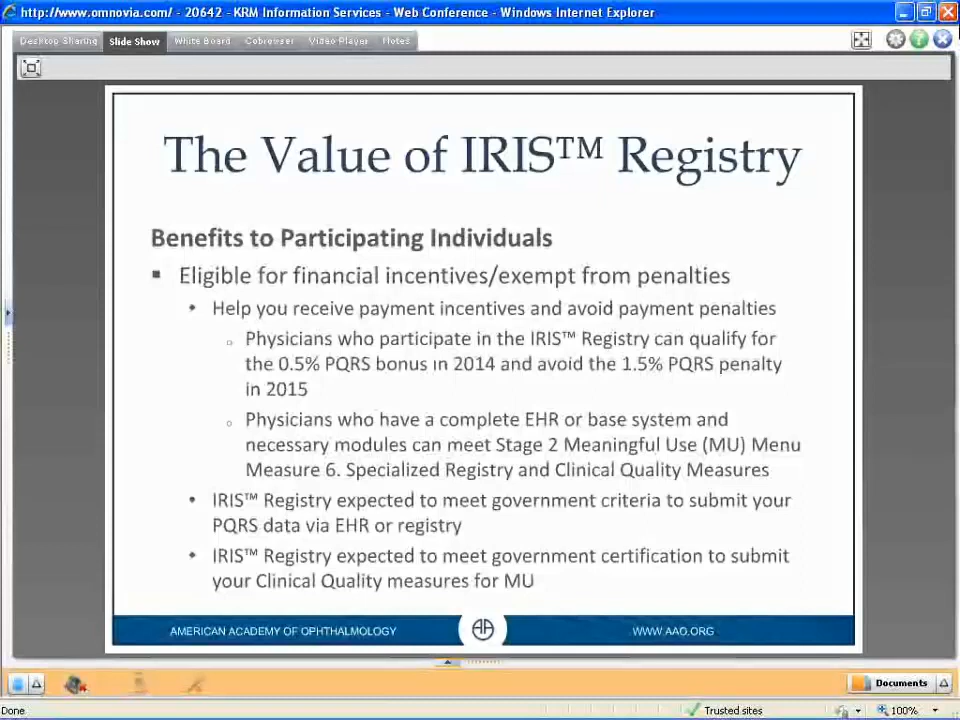 http://www.omnovia.com/ - 20642 - KRM Information Services - Web Conference - Windows Internet Explorer
Desktop Sharing Slide Show White Board Cobrowser Video Player Notes
The Value of IRIS™ Registry
Benefits to Participating Individuals
▪ Eligible for financial incentives/exempt from penalties
• Help you receive payment incentives and avoid payment penalties
o Physicians who participate in the IRIS™ Registry can qualify for
the 0.5% PQRS bonus in 2014 and avoid the 1.5% PQRS penalty
in 2015
o Physicians who have a complete EHR or base system and
necessary modules can meet Stage 2 Meaningful Use (MU) Menu
Measure 6. Specialized Registry and Clinical Quality Measures
• IRIS™ Registry expected to meet government criteria to submit your
PQRS data via EHR or registry
• IRIS™ Registry expected to meet government certification to submit
your Clinical Quality measures for MU
AMERICAN ACADEMY OF OPHTHALMOLOGY WWW.AAO.ORG
Documents
Done Trusted sites 100%